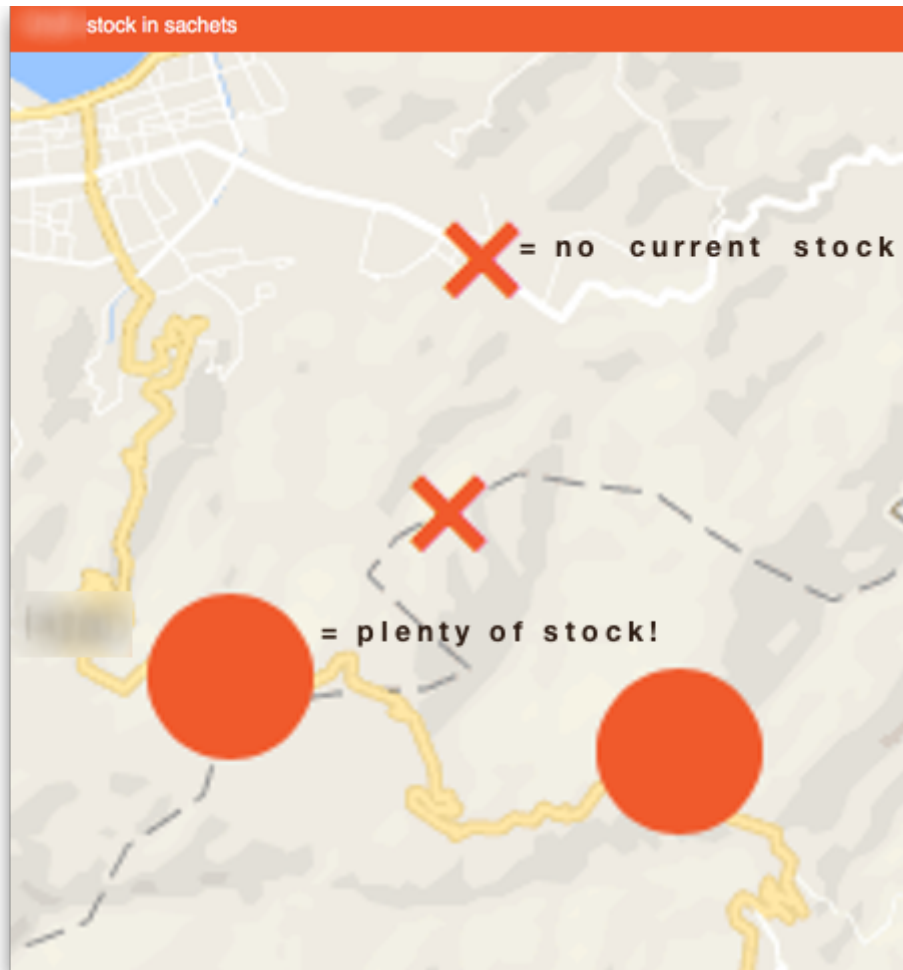 stock in sachets
= no current stock
= plenty of stock!